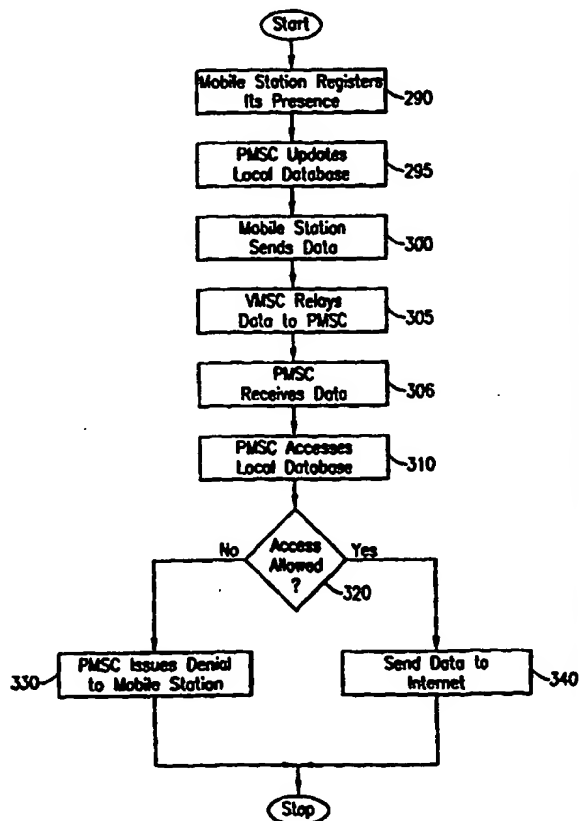 Start
Mobile Station Registers
Its Presence
290
PMSC Updates
Local Database
295
Mobile Station
Sends Data
300
VMSC Relays
Data to PMSC
305
PMSC
Receives Data
306
PMSC Accesses
Local Database
310
Access
Allowed
?
320
No
Yes
PMSC Issues Denial
to Mobile Station
330
Send Data to
Internet
340
Stop